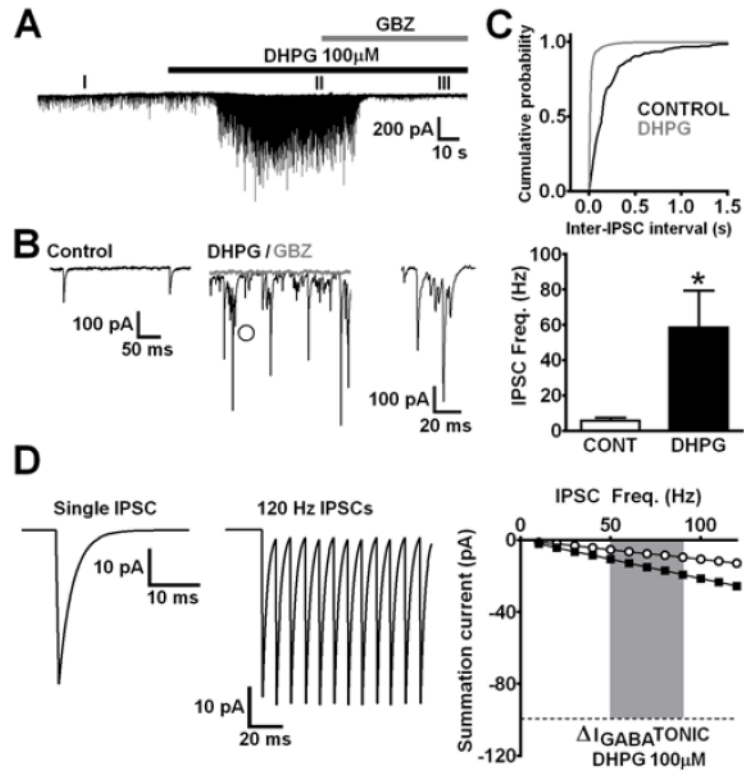 A
GBZ
DHPG 100μM
I
II
III
200 pA
10 s
C
Cumulative probability
1.0
0.5
0.0
CONTROL
DHPG
0.0 0.5 1.0 1.5
Inter-IPSC interval (s)
B
Control
DHPG / GBZ
100 pA
50 ms
100 pA
20 ms
IPSC Freq. (Hz)
100
80
60
40
20
0
*
CONT DHPG
D
Single IPSC
10 pA
10 ms
120 Hz IPSCs
10 pA
20 ms
IPSC Freq. (Hz)
0 50 100
Summation current (pA)
0
-40
-80
-120
Δ IGABATONIC
DHPG 100μM